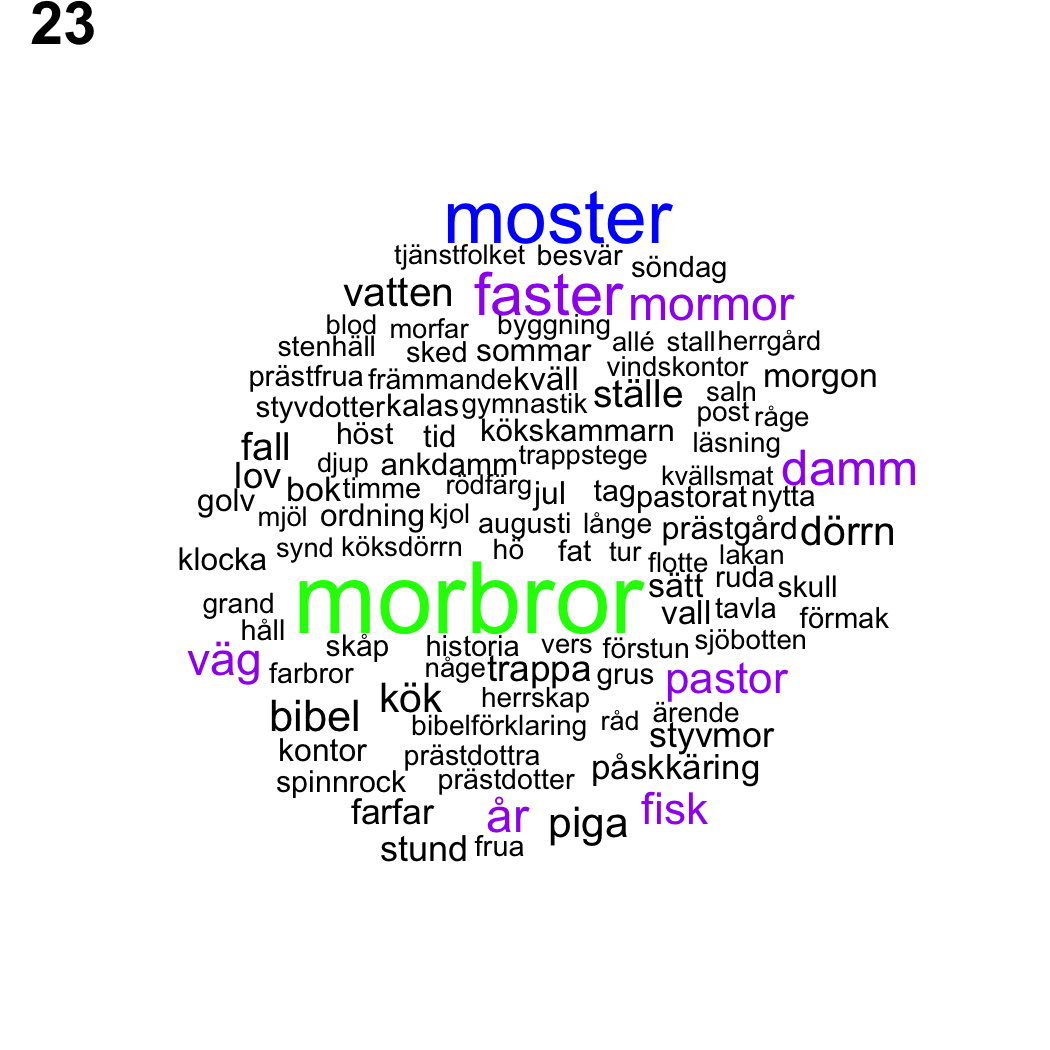 23
moster
tjänstfolket besvär söndag
vatten faster mormor
blod morfar byggning
stenhäll sked sommar allé stall herrgård
prästfrua främmande kväll vindskontor morgon
styvdotter kalas gymnastik ställe saln
post råge
fall höst tid kökskammarn läsning
lov djup ankdamm trappstege kvällsmat damm
golv bok timme rödfärg jul tag pastorat nytta
mjöl ordning kjol augusti långe prästgård dörrn
klocka synd köksdörrn hö fat tur flotte lakan
morbror sätt ruda skull
grand vall tavla förmak
håll skåp historia vers förstun sjöbotten
väg farbror någe trappa grus pastor
kök herrskap
bibel bibelförklaring råd ärende
styvmor
kontor prästdottra påskkäring
spinnrock prästdotter
farfar år piga fisk
stund frua